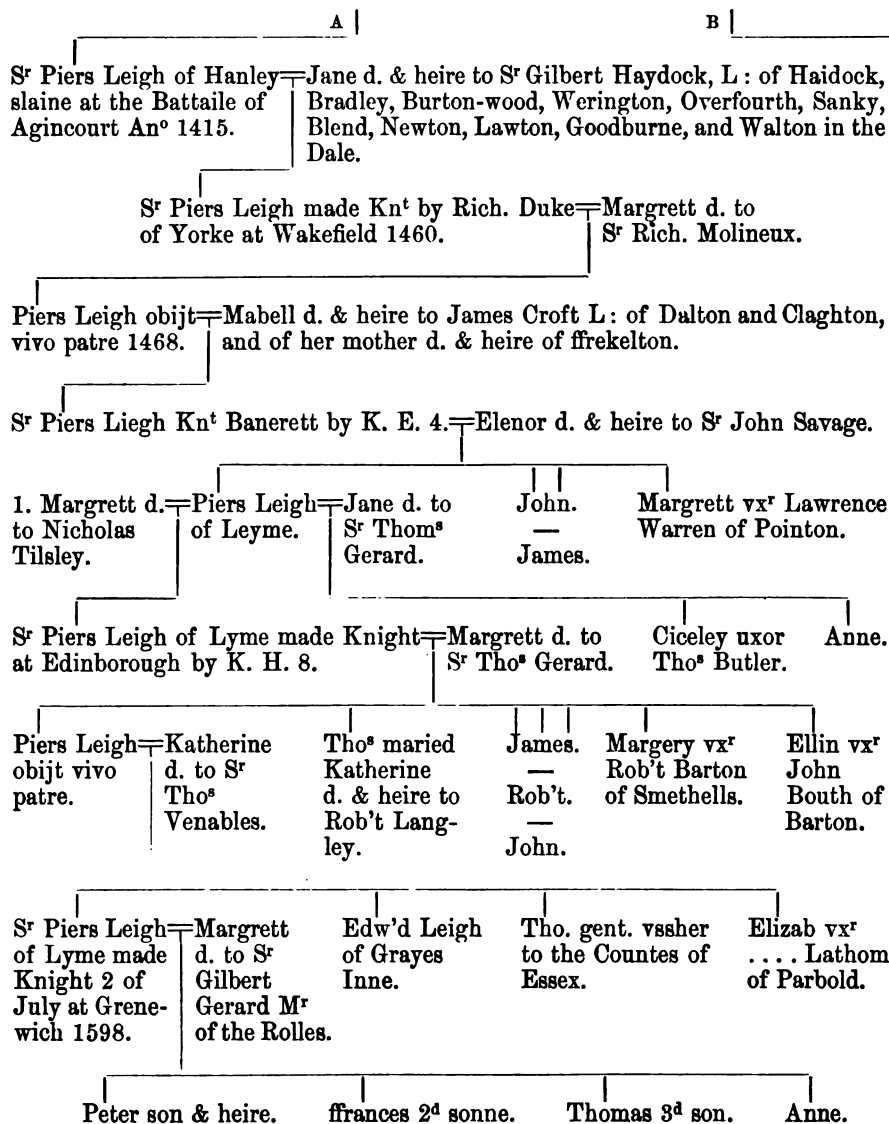 A B
Sʳ Piers Leigh of Hanley Jane d. & heire to Sʳ Gilbert Haydock, L : of Haidock,
slaine at the Battaile of Bradley, Burton-wood, Werington, Overfourth, Sanky,
Agincourt Anº 1415. Blend, Newton, Lawton, Goodburne, and Walton in the
Dale.
Sʳ Piers Leigh made Knᵗ by Rich. Duke Margrett d. to
of Yorke at Wakefield 1460. Sʳ Rich. Molineux.
Piers Leigh obijt Mabell d. & heire to James Croft L : of Dalton and Claghton,
vivo patre 1468. and of her mother d. & heire of ffrekelton.
Sʳ Piers Liegh Knᵗ Banerett by K. E. 4. Elenor d. & heire to Sʳ John Savage.
1. Margrett d. Piers Leigh Jane d. to John. Margrett vxʳ Lawrence
to Nicholas of Leyme. Sʳ Thomˢ — Warren of Pointon.
Tilsley. Gerard. James.
Sʳ Piers Leigh of Lyme made Knight Margrett d. to Ciceley uxor Anne.
at Edinborough by K. H. 8. Sʳ Thoˢ Gerard. Thoˢ Butler.
Piers Leigh Katherine Thoˢ maried James. Margery vxʳ Ellin vxʳ
obijt vivo d. to Sʳ Katherine — Rob't Barton John
patre. Thoˢ d. & heire to Rob't. of Smethells. Bouth of
Venables. Rob't Lang- — Barton.
ley. John.
Sʳ Piers Leigh Margrett Edw'd Leigh Tho. gent. vssher Elizab vxʳ
of Lyme made d. to Sʳ of Grayes to the Countes of .... Lathom
Knight 2 of Gilbert Inne. Essex. of Parbold.
July at Grene- Gerard Mʳ
wich 1598. of the Rolles.
Peter son & heire. ffrances 2ᵈ sonne. Thomas 3ᵈ son. Anne.